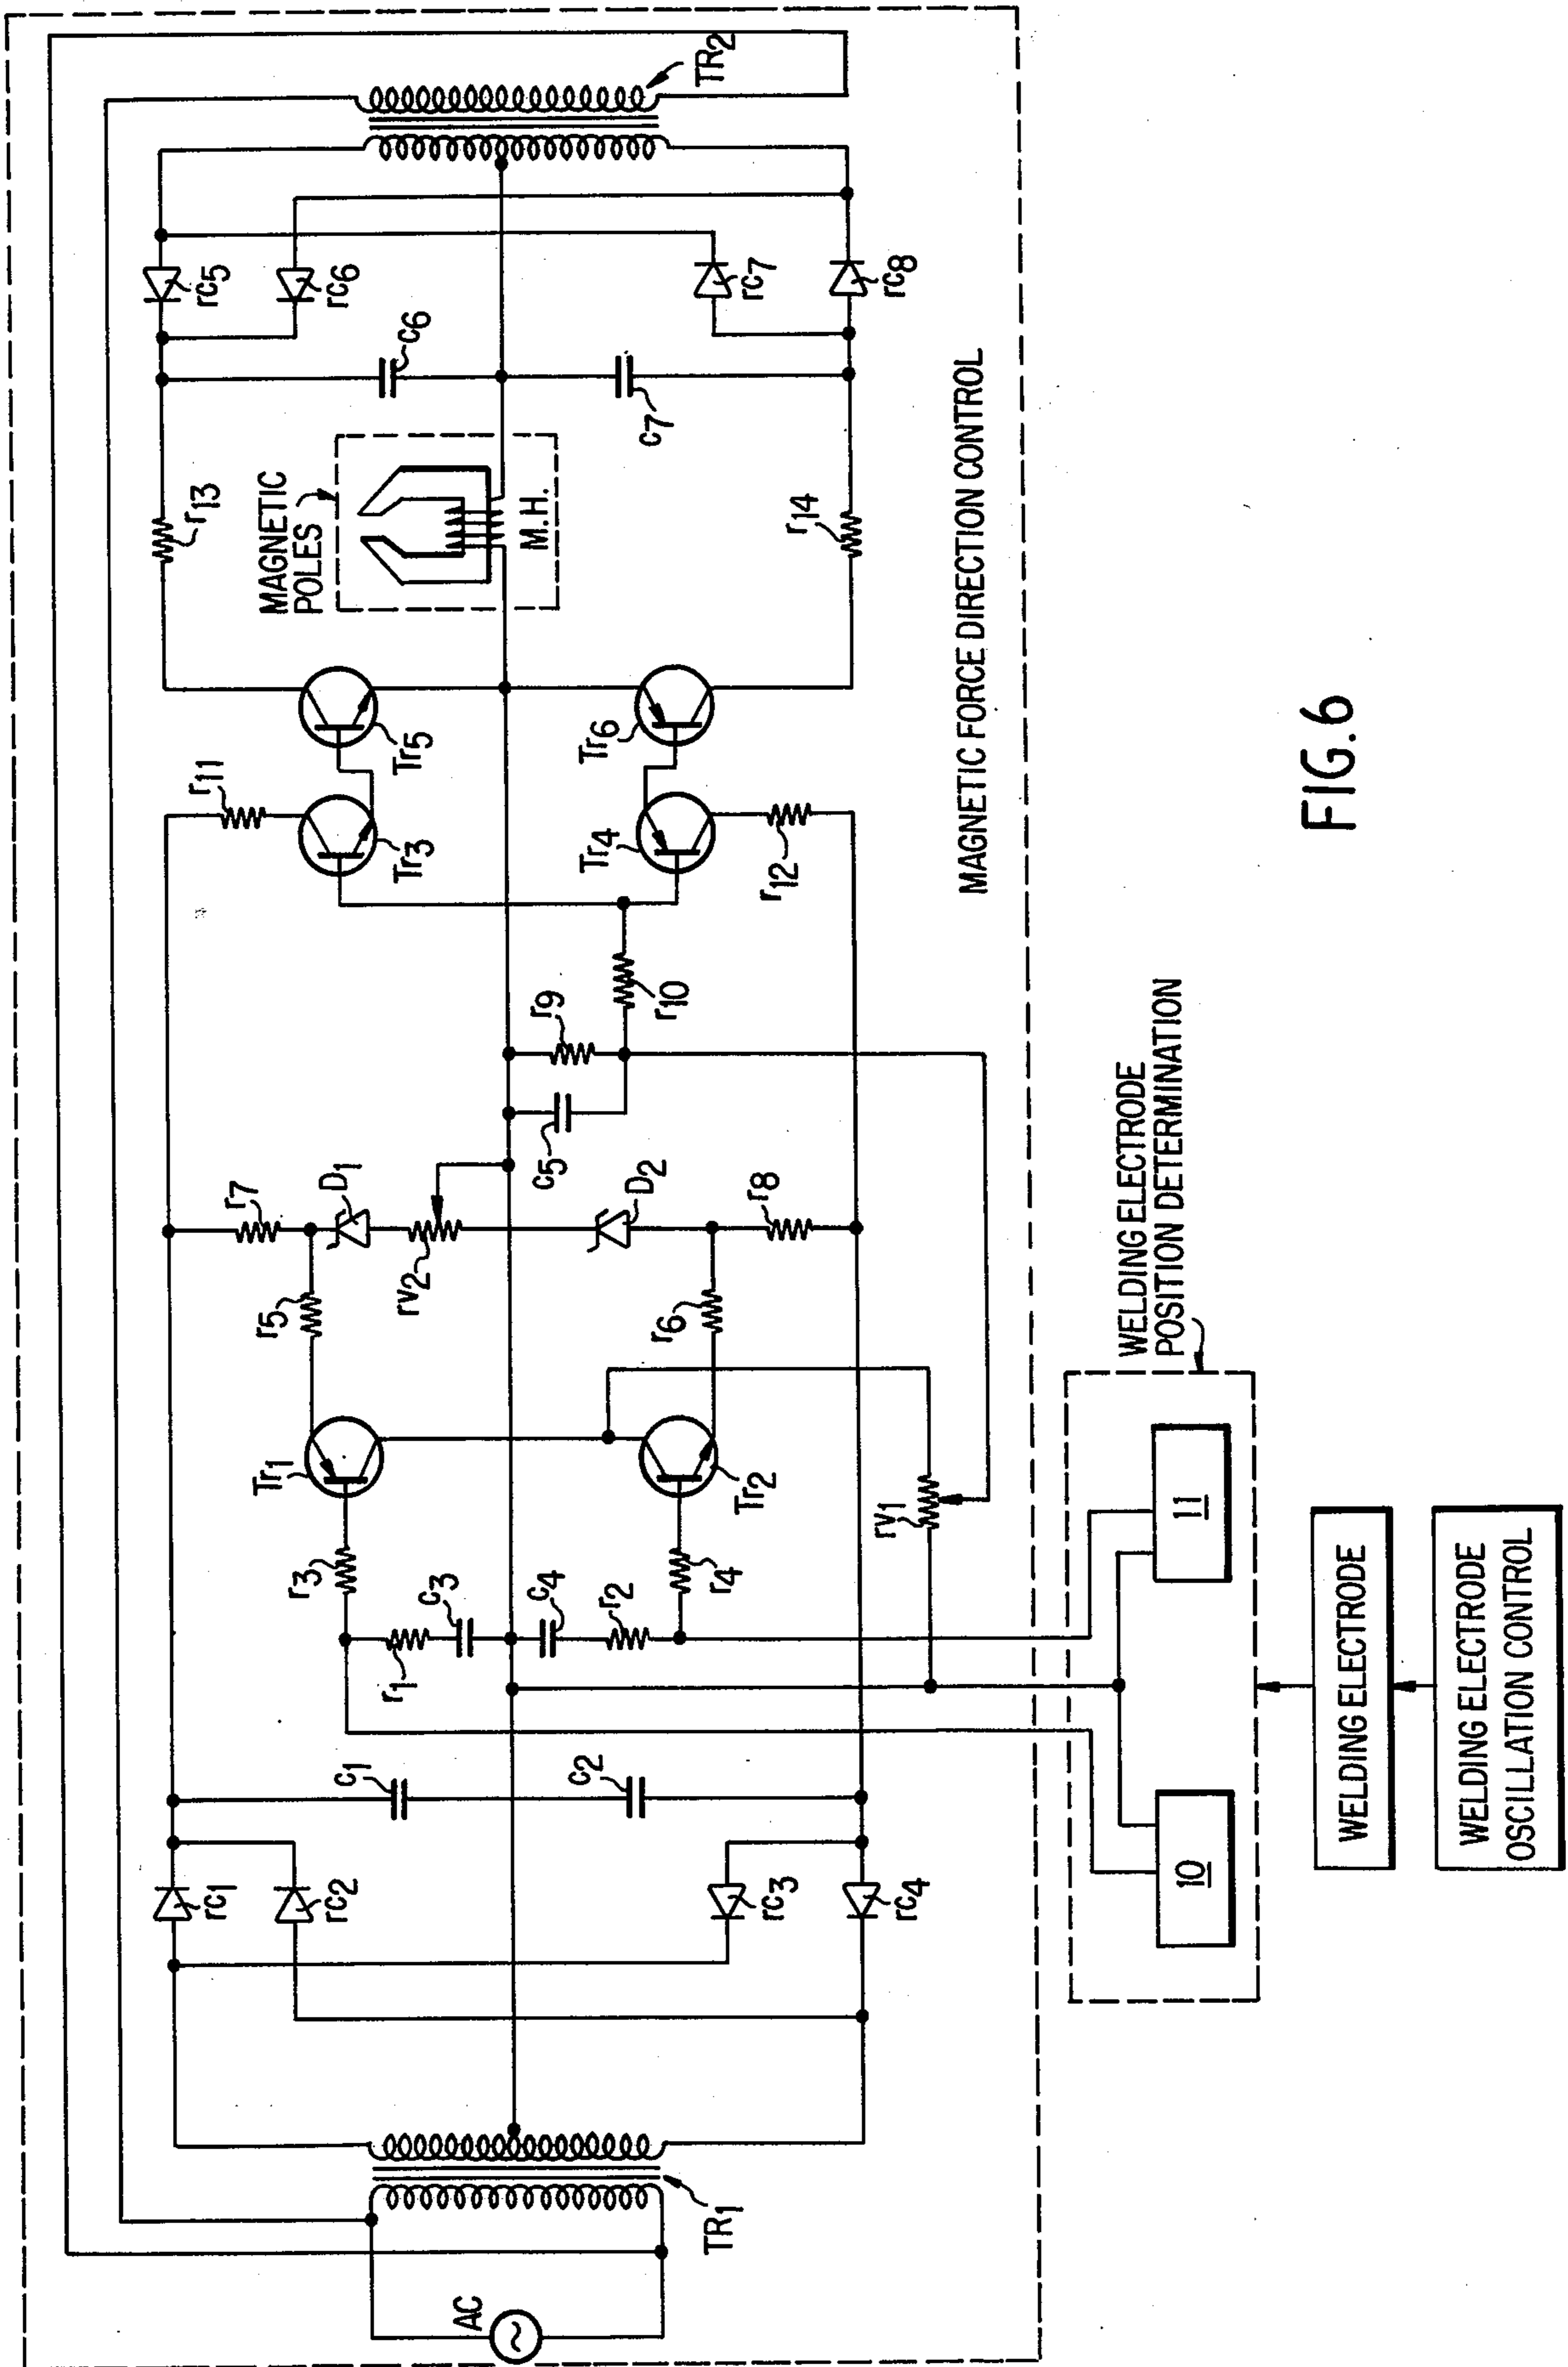 AC
TR1
rc1
rc2
rc3
rc4
c1
c2
r1
c3
c4
r2
r3
r4
Tr1
Tr2
rv1
r5
r6
r7
D1
rv2
D2
r8
c5
r9
r10
r11
Tr3
Tr4
r12
Tr5
Tr6
MAGNETIC
POLES
M.H.
r13
r14
c6
c7
rc5
rc6
rc7
rc8
TR2
MAGNETIC FORCE DIRECTION CONTROL
WELDING ELECTRODE
POSITION DETERMINATION
10
11
WELDING ELECTRODE
WELDING ELECTRODE
OSCILLATION CONTROL
FIG.6